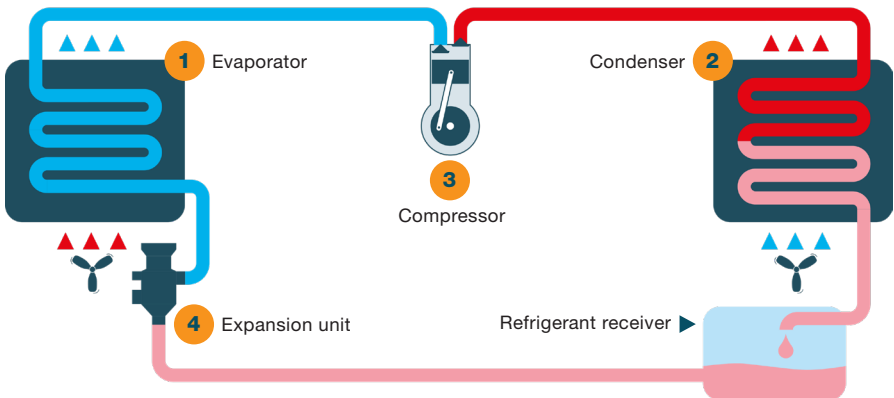 1 Evaporator
Condenser 2
3
Compressor
4 Expansion unit
Refrigerant receiver